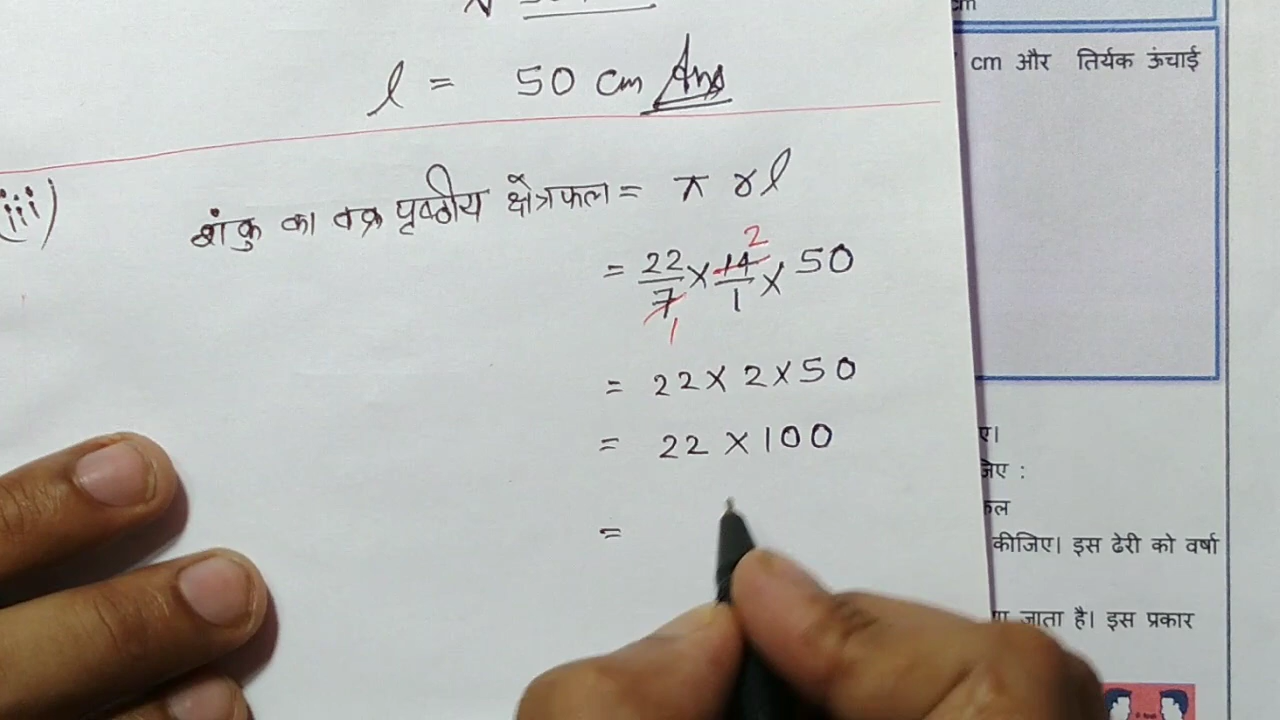 l = 50 cm Ans
(iii) शंकु का वक्र पृष्ठीय क्षेत्रफल = π r l
= 22/7 × 14/1 × 50
2
1
= 22 × 2 × 50
= 22 × 100
=
cm
cm और तिर्यक ऊंचाई
ए।
जिए :
कीजिए। इस ढेरी को वर्षा
जाता है। इस प्रकार